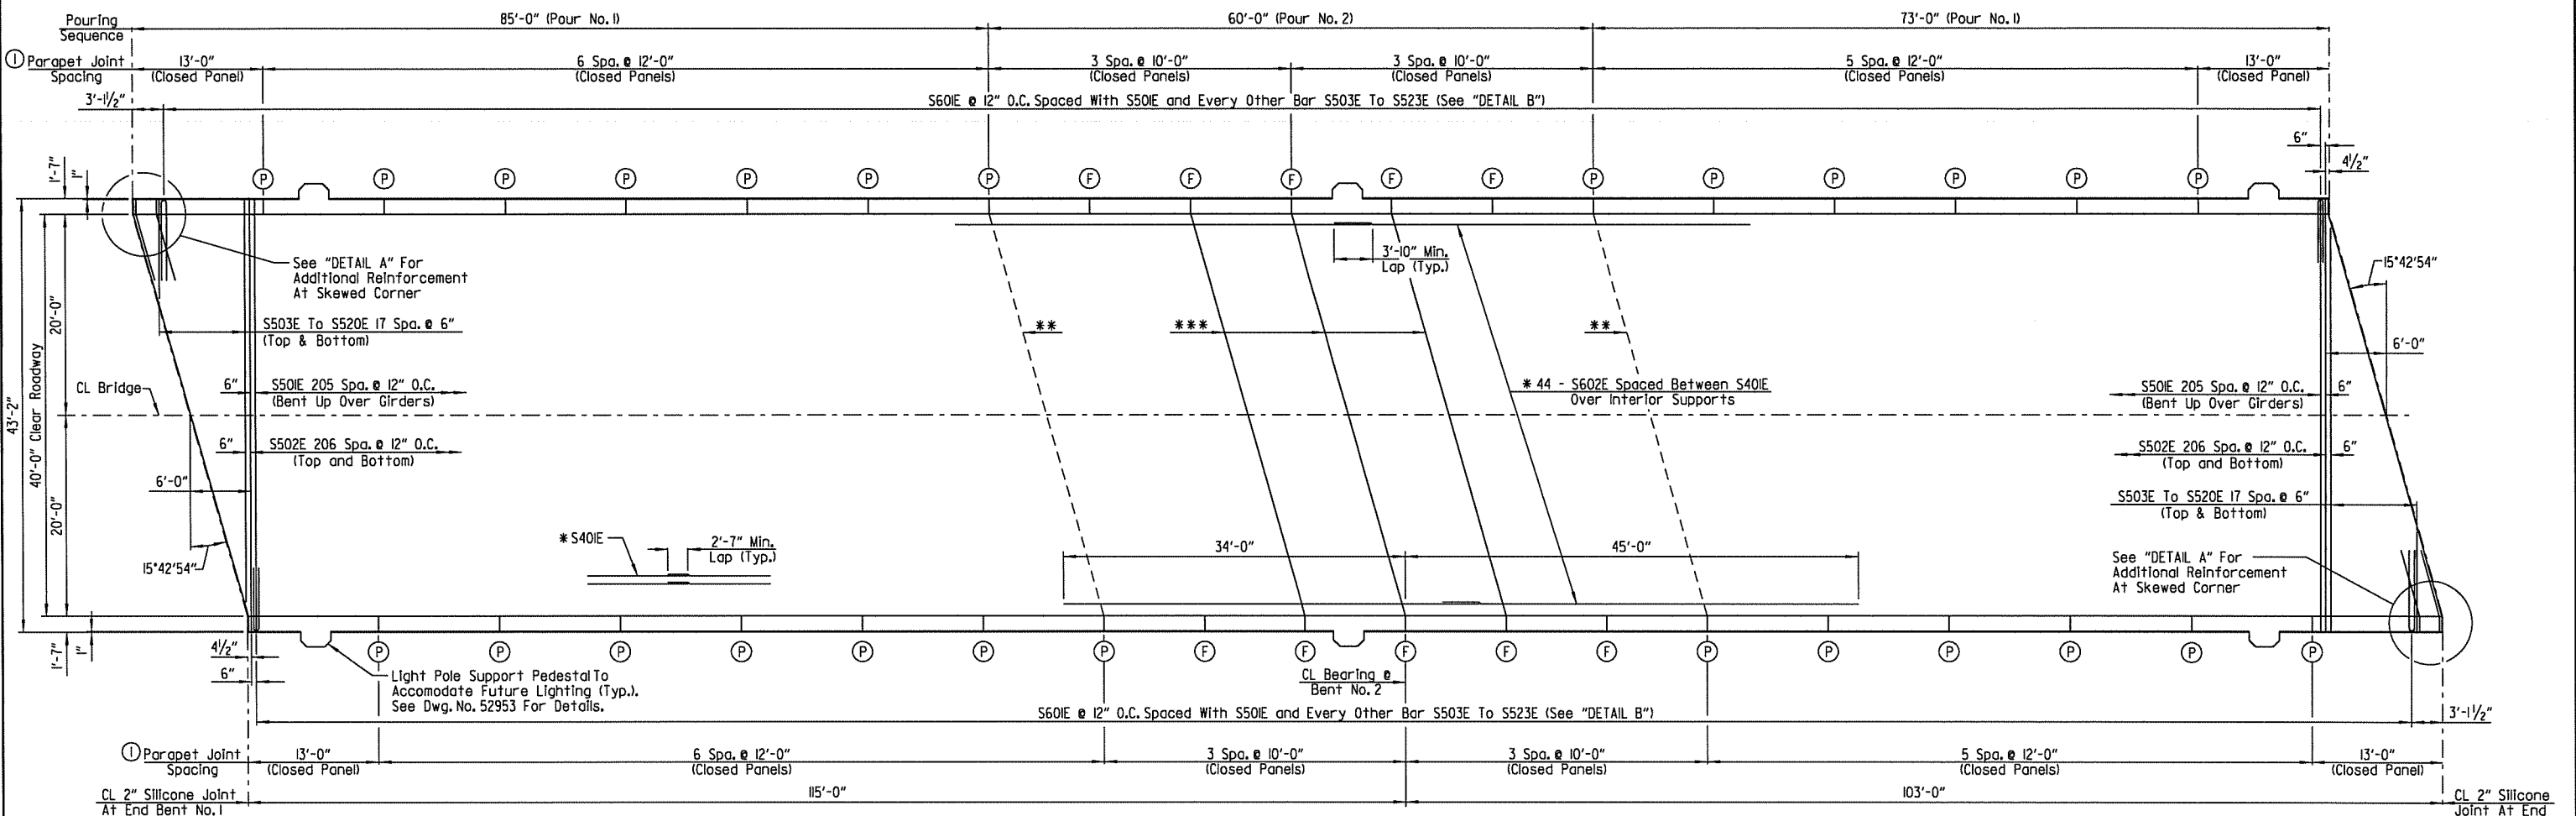 Pouring
Sequence
85'-0" (Pour No. 1)
60'-0" (Pour No. 2)
73'-0" (Pour No. 1)
① Parapet Joint
Spacing
13'-0"
(Closed Panel)
6 Spa. @ 12'-0"
(Closed Panels)
3 Spa. @ 10'-0"
(Closed Panels)
3 Spa. @ 10'-0"
(Closed Panels)
5 Spa @ 12'-0"
(Closed Panels)
13'-0"
(Closed Panel)
3'-1½"
S601E @ 12" O.C. Spaced With S501E and Every Other Bar S503E To S523E (See "DETAIL B")
6"
4½"
1'-7"
1"
P P P P P P P F F F F F P P P P P P
See "DETAIL A" For
Additional Reinforcement
At Skewed Corner
3'-10" Min.
Lap (Typ.)
15°42'54"
S503E To S520E 17 Spa. @ 6"
(Top & Bottom)
**
***
**
43'-2"
40'-0" Clear Roadway
20'-0"
20'-0"
6'-0"
CL Bridge
6"
S501E 205 Spa. @ 12" O.C.
(Bent Up Over Girders)
* 44 - S602E Spaced Between S401E
Over Interior Supports
S501E 205 Spa. @ 12" O.C.
(Bent Up Over Girders)
6"
6"
S502E 206 Spa. @ 12" O.C.
(Top and Bottom)
S502E 206 Spa. @ 12" O.C.
(Top and Bottom)
6"
6'-0"
S503E To S520E 17 Spa. @ 6"
(Top & Bottom)
* S401E
2'-7" Min.
Lap (Typ.)
34'-0"
45'-0"
15°42'54"
See "DETAIL A" For
Additional Reinforcement
At Skewed Corner
1'-7"
1"
4½"
6"
P P P P P P P F F F F F P P P P P P
Light Pole Support Pedestal To
Accomodate Future Lighting (Typ.).
See Dwg. No. 52953 For Details.
CL Bearing @
Bent No. 2
S601E @ 12" O.C. Spaced With S501E and Every Other Bar S503E To S523E (See "DETAIL B")
3'-1½"
① Parapet Joint
Spacing
13'-0"
(Closed Panel)
6 Spa. @ 12'-0"
(Closed Panels)
3 Spa. @ 10'-0"
(Closed Panels)
3 Spa. @ 10'-0"
(Closed Panels)
5 Spa. @ 12'-0"
(Closed Panels)
13'-0"
(Closed Panel)
CL 2" Silicone Joint
At End Bent No. 1
115'-0"
103'-0"
CL 2" Silicone
Joint At End